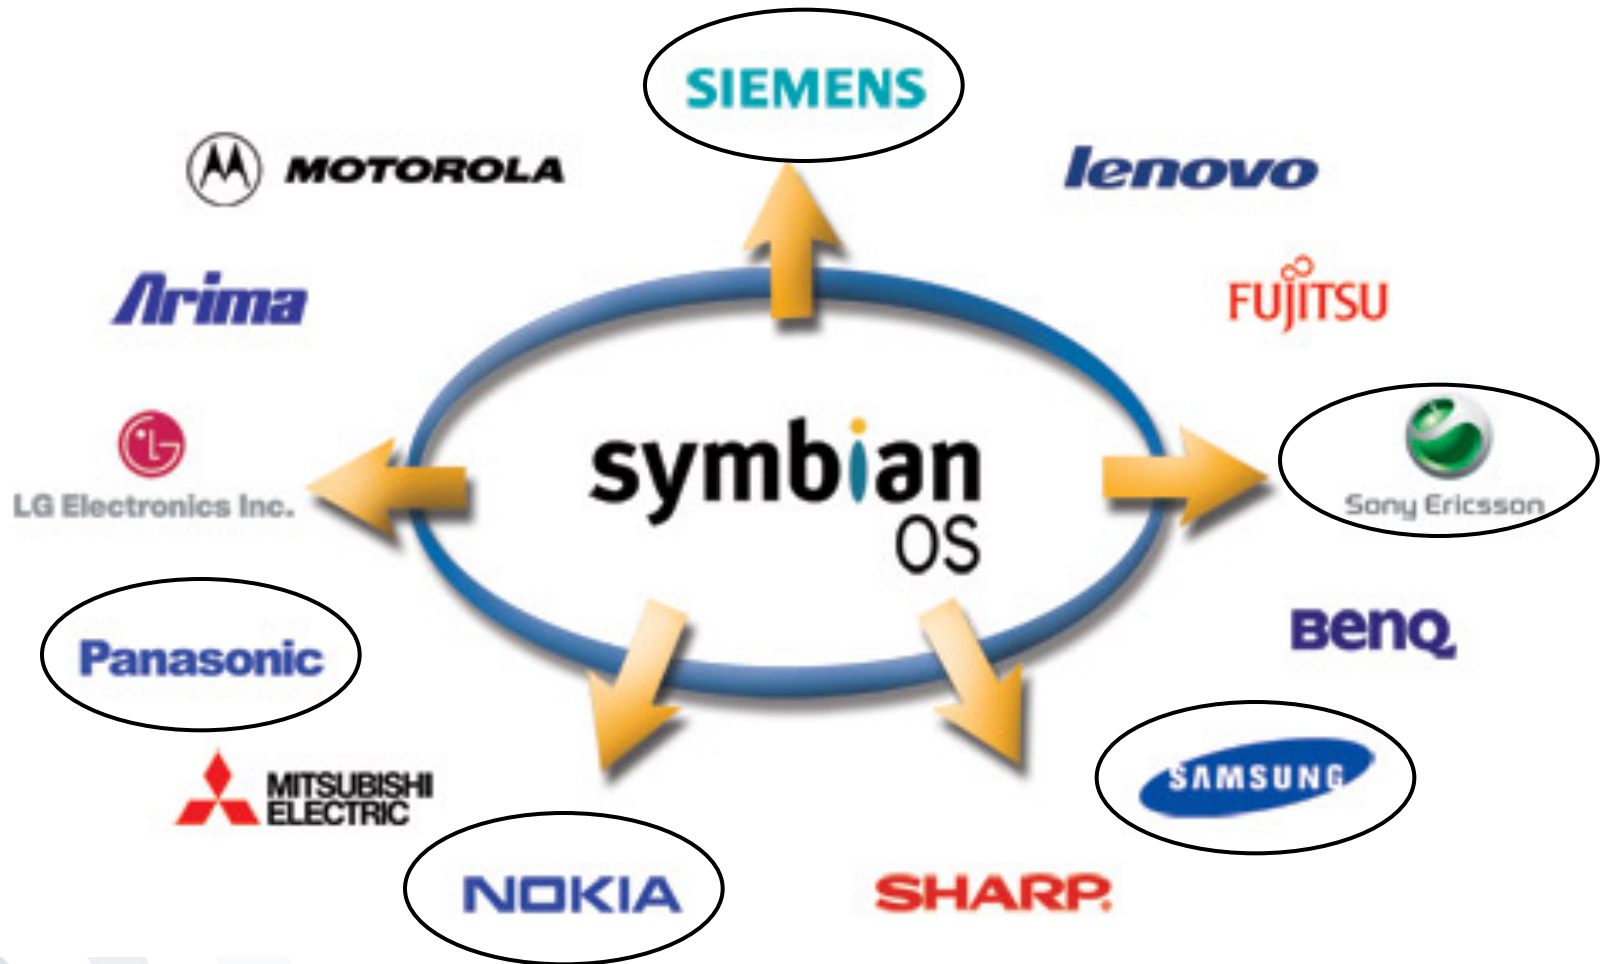 SIEMENS
MOTOROLA
lenovo
Arima
FUJITSU
symbian
OS
LG
LG Electronics Inc.
Sony Ericsson
Panasonic
BenQ
MITSUBISHI
ELECTRIC
SAMSUNG
NOKIA
SHARP